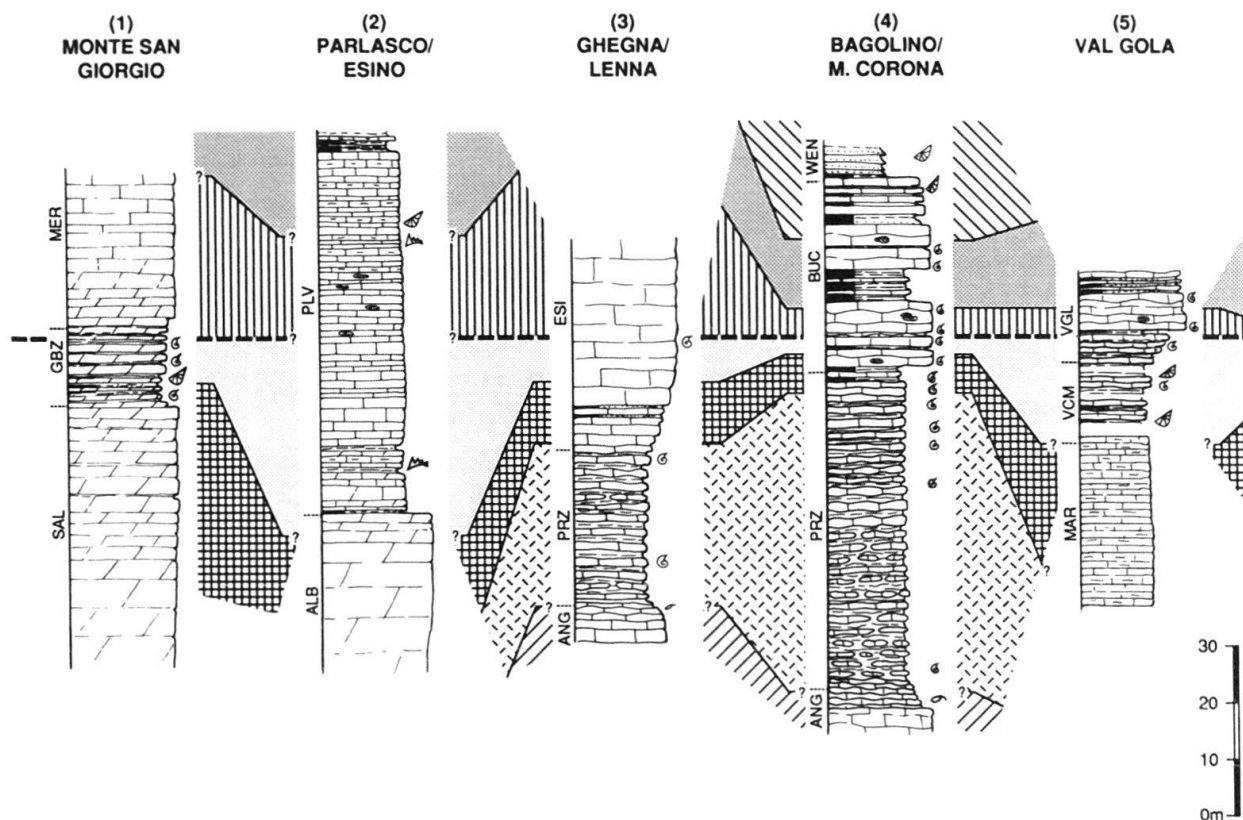 (1)
MONTE SAN
GIORGIO
(2)
PARLASCO/
ESINO
(3)
GHEGNA/
LENNA
(4)
BAGOLINO/
M. CORONA
(5)
VAL GOLA
MER
GBZ
SAL
?
?
?
?
PLV
ALB
?
ESI
PRZ
ANG
?
?
WEN
BUC
PRZ
ANG
?
?
?
?
VGL
VCM
MAR
?
30
20
10
0m